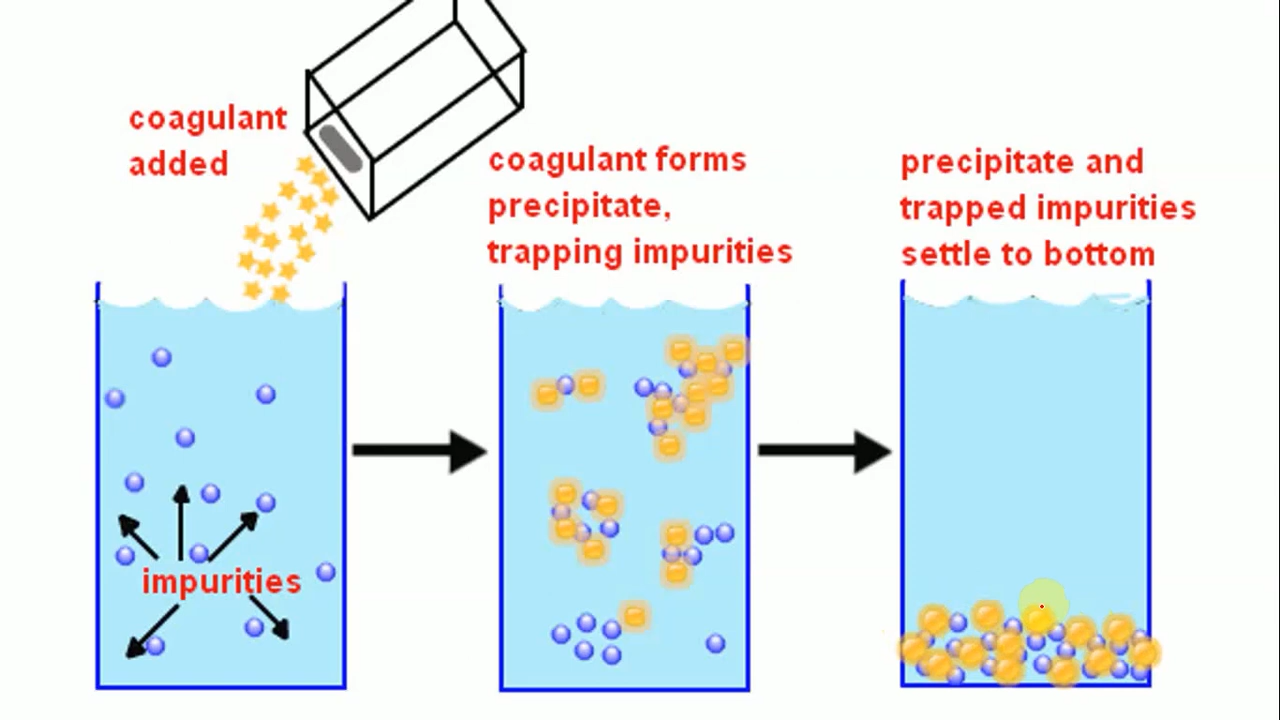 coagulant
added
coagulant forms
precipitate,
trapping impurities
precipitate and
trapped impurities
settle to bottom
impurities